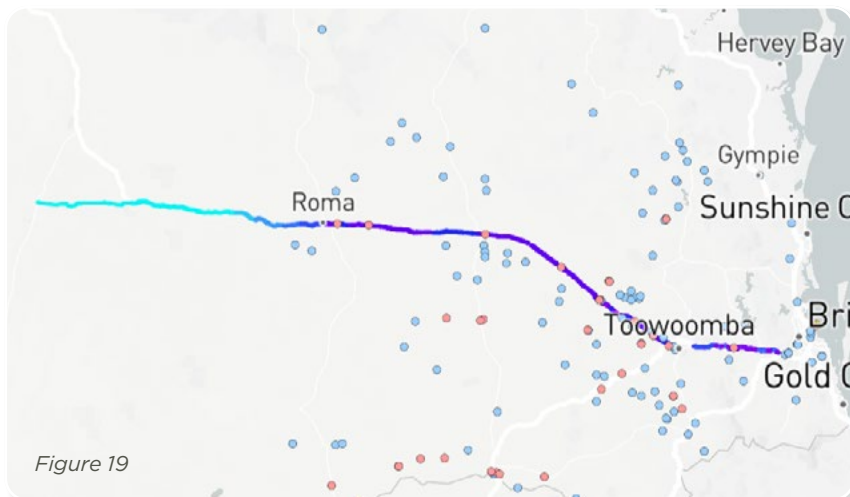 Hervey Bay
Gympie
Roma
Sunshine C
Toowoomba
Bri
Gold C
Figure 19